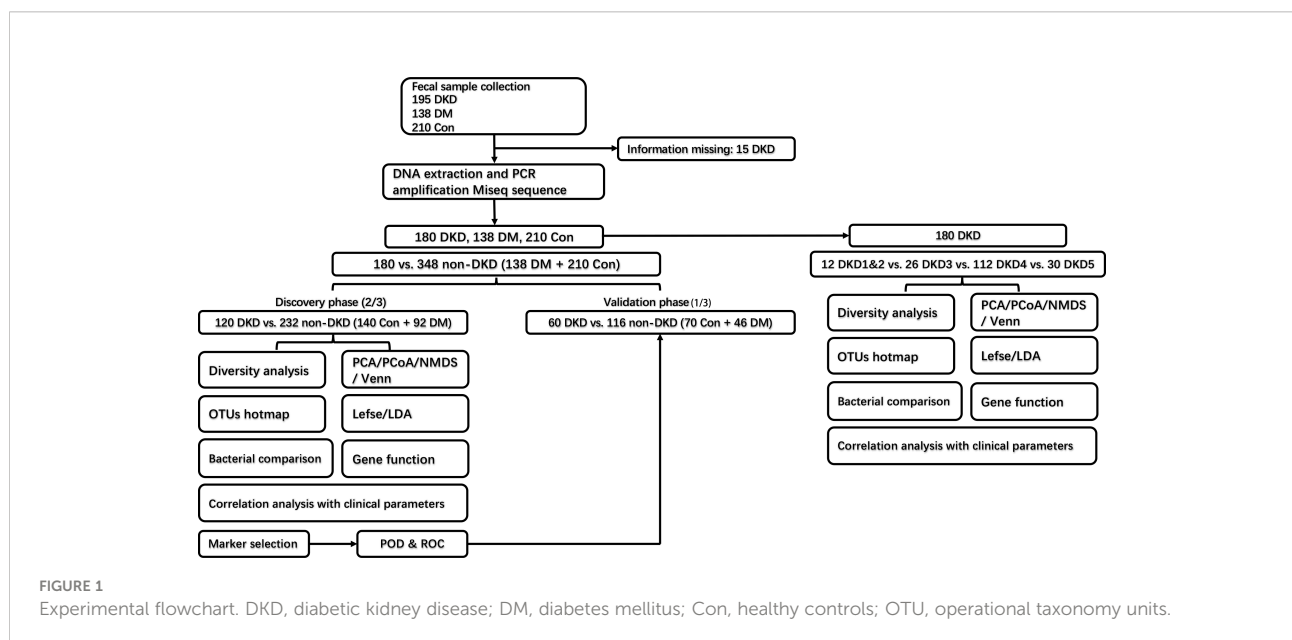 Fecal sample collection
195 DKD
138 DM
210 Con
Information missing: 15 DKD
DNA extraction and PCR
amplification Miseq sequence
180 DKD, 138 DM, 210 Con
180 vs. 348 non-DKD (138 DM + 210 Con)
Discovery phase (2/3)
120 DKD vs. 232 non-DKD (140 Con + 92 DM)
Diversity analysis
PCA/PCoA/NMDS
/ Venn
OTUs hotmap
Lefse/LDA
Bacterial comparison
Gene function
Correlation analysis with clinical parameters
Marker selection
POD & ROC
Validation phase (1/3)
60 DKD vs. 116 non-DKD (70 Con + 46 DM)
180 DKD
12 DKD1&2 vs. 26 DKD3 vs. 112 DKD4 vs. 30 DKD5
Diversity analysis
PCA/PCoA/NMDS
/ Venn
OTUs hotmap
Lefse/LDA
Bacterial comparison
Gene function
Correlation analysis with clinical parameters
FIGURE 1
Experimental flowchart. DKD, diabetic kidney disease; DM, diabetes mellitus; Con, healthy controls; OTU, operational taxonomy units.